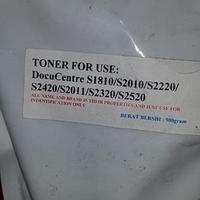 TONER FOR USE:
DocuCentre S1810/S2010/S2220/
S2420/S2011/S2320/S2520
ALL NAME AND BRAND IS THEIR PROPERTIES AND JUST USE FOR
INDENTIFICATION ONLY
BERAT BERSIH : 500gram